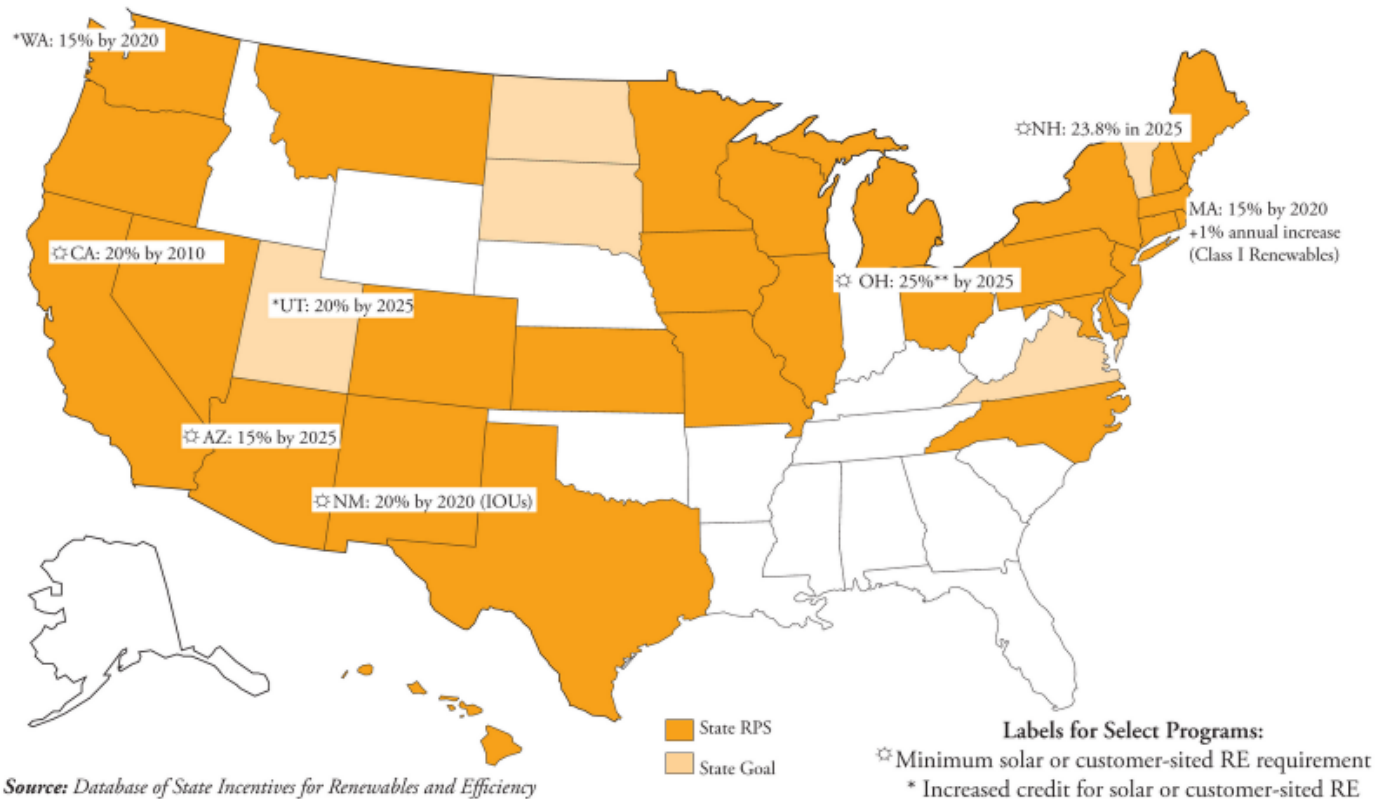 *WA: 15% by 2020
☼NH: 23.8% in 2025
MA: 15% by 2020
+1% annual increase
(Class I Renewables)
☼CA: 20% by 2010
☼ OH: 25%** by 2025
*UT: 20% by 2025
☼AZ: 15% by 2025
☼NM: 20% by 2020 (IOUs)
State RPS
State Goal
Labels for Select Programs:
☼Minimum solar or customer-sited RE requirement
* Increased credit for solar or customer-sited RE
Source: Database of State Incentives for Renewables and Efficiency